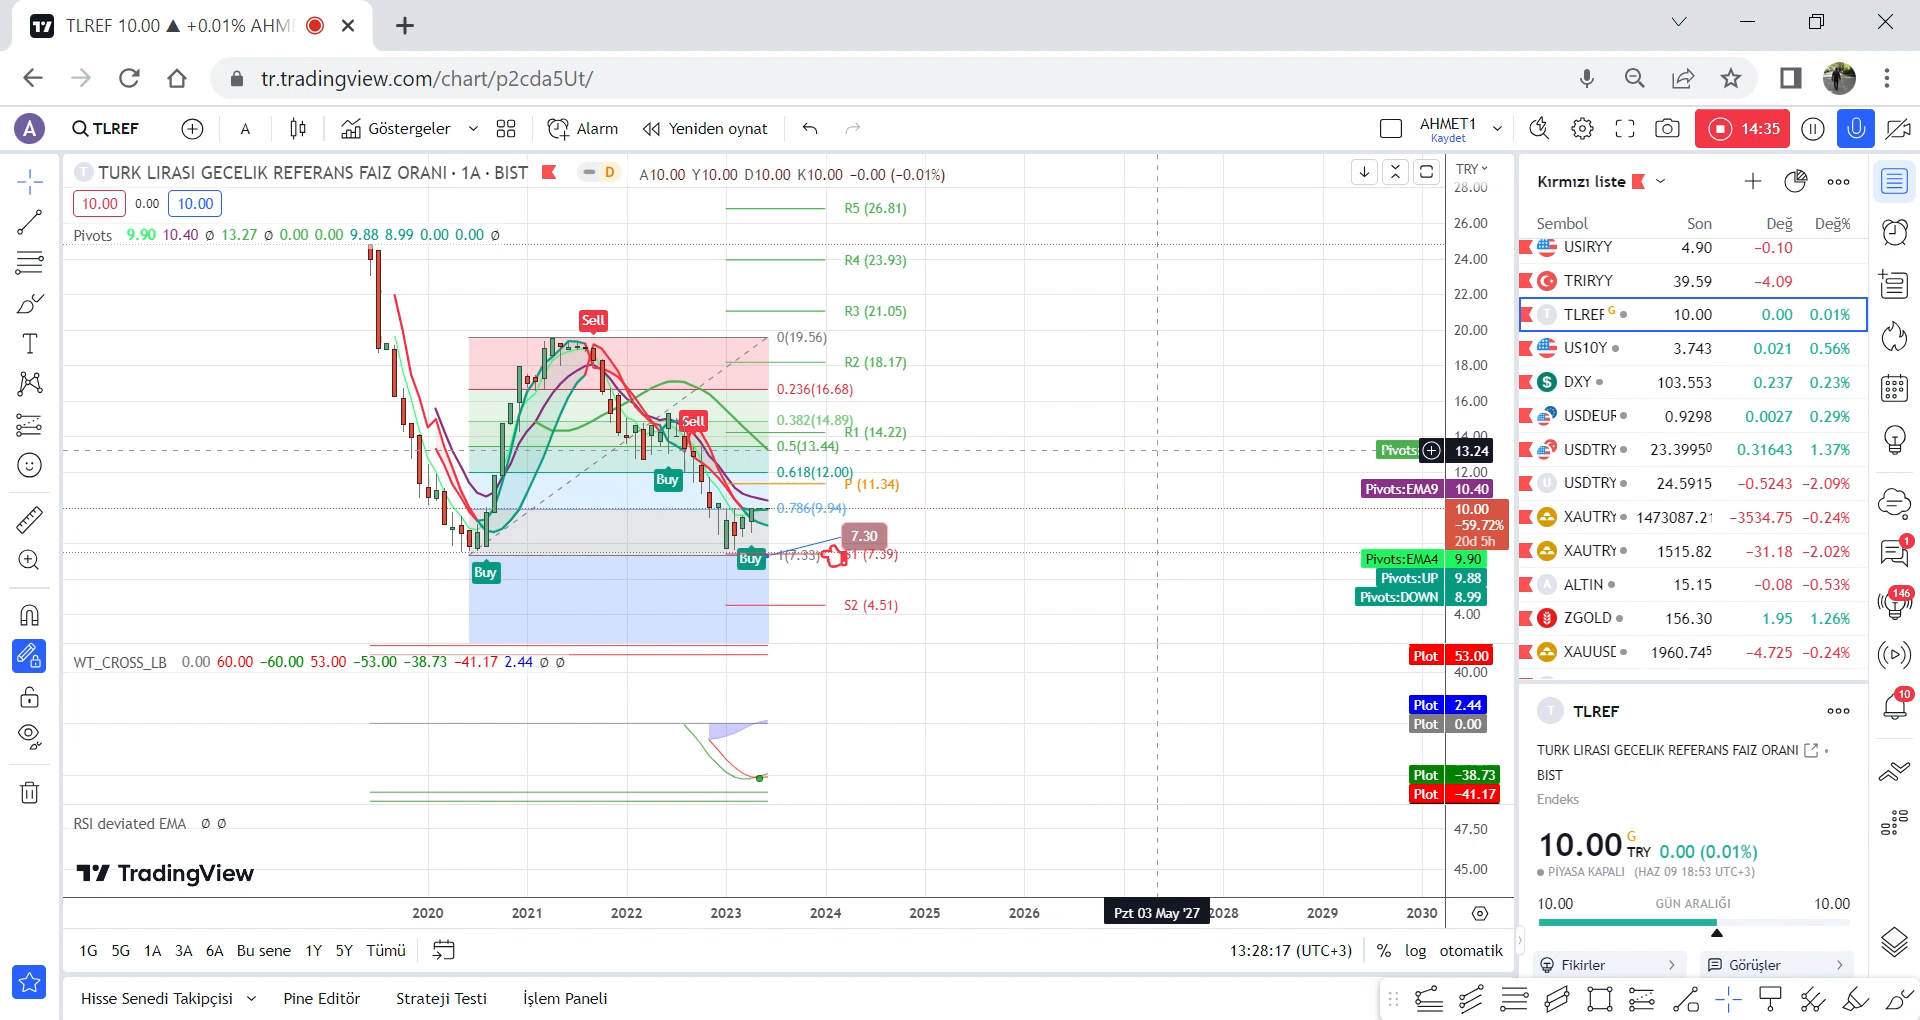 TLREF 10.00 ▲ +0.01% AHM
tr.tradingview.com/chart/p2cda5Ut/
A
TLREF
A
Göstergeler
Alarm
Yeniden oynat
AHMET1
Kaydet
14:35
T TURK LIRASI GECELIK REFERANS FAIZ ORANI · 1A · BIST
D
A10.00 Y10.00 D10.00 K10.00 −0.00 (−0.01%)
10.00 0.00 10.00
Pivots 9.90 10.40 ∅ 13.27 ∅ 0.00 0.00 9.88 8.99 0.00 0.00 ∅
R5 (26.81)
R4 (23.93)
R3 (21.05)
R2 (18.17)
R1 (14.22)
P (11.34)
S1 (7.39)
S2 (4.51)
0(19.56)
0.236(16.68)
0.382(14.89)
0.5(13.44)
0.618(12.00)
0.786(9.94)
1(7.33)
7.30
Sell
Sell
Buy
Buy
Buy
TRY
28.00
26.00
24.00
22.00
20.00
18.00
16.00
14.00
Pivots: 13.24
12.00
Pivots:EMA9 10.40
10.00
−59.72%
20d 5h
Pivots:EMA4 9.90
Pivots:UP 9.88
Pivots:DOWN 8.99
4.00
WT_CROSS_LB 0.00 60.00 −60.00 53.00 −53.00 −38.73 −41.17 2.44 ∅ ∅
Plot 53.00
40.00
Plot 2.44
Plot 0.00
Plot −38.73
Plot −41.17
RSI deviated EMA ∅ ∅
47.50
45.00
TradingView
2020 2021 2022 2023 2024 2025 2026 Pzt 03 May '27 2028 2029 2030
1G 5G 1A 3A 6A Bu sene 1Y 5Y Tümü
13:28:17 (UTC+3) % log otomatik
Hisse Senedi Takipçisi Pine Editör Strateji Testi İşlem Paneli
Kırmızı liste
Sembol Son Değ Değ%
USIRYY 4.90 −0.10
TRIRYY 39.59 −4.09
T TLREF G 10.00 0.00 0.01%
US10Y 3.743 0.021 0.56%
DXY 103.553 0.237 0.23%
USDEUR 0.9298 0.0027 0.29%
USDTRY 23.3995⁰ 0.31643 1.37%
U USDTRY 24.5915 −0.5243 −2.09%
XAUTRY 1473087.21 −3534.75 −0.24%
XAUTRY 1515.82 −31.18 −2.02%
A ALTIN 15.15 −0.08 −0.53%
ZGOLD 156.30 1.95 1.26%
XAUUSD 1960.74⁵ −4.725 −0.24%
T TLREF
TURK LIRASI GECELIK REFERANS FAIZ ORANI
BIST
Endeks
10.00 G TRY 0.00 (0.01%)
PİYASA KAPALI (HAZ 09 18:53 UTC+3)
10.00 GÜN ARALIĞI 10.00
Fikirler Görüşler
1
146
10